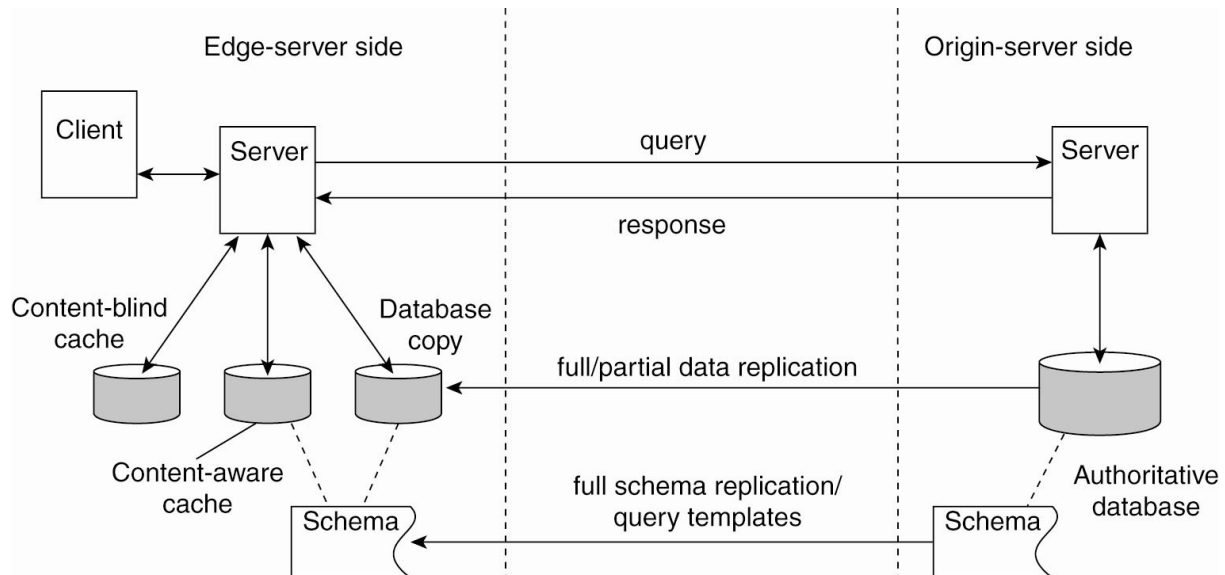 Edge-server side
Origin-server side
Client
Server
query
Server
response
Content-blind
cache
Database
copy
full/partial data replication
Content-aware
cache
Authoritative
database
full schema replication/
query templates
Schema
Schema